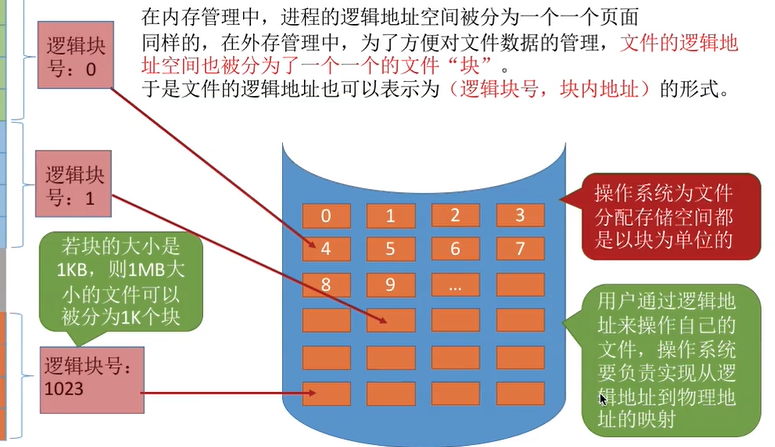 在内存管理中，进程的逻辑地址空间被分为一个一个页面
同样的，在外存管理中，为了方便对文件数据的管理，文件的逻辑地
址空间也被分为了一个一个的文件“块”。
于是文件的逻辑地址也可以表示为（逻辑块号，块内地址）的形式。
逻辑块
号：0
逻辑块
号：1
若块的大小是
1KB，则1MB大
小的文件可以
被分为1K个块
逻辑块号：
1023
0 1 2 3
4 5 6 7
8 9 …
操作系统为文件
分配存储空间都
是以块为单位的
用户通过逻辑地
址来操作自己的
文件，操作系统
要负责实现从逻
辑地址到物理地
址的映射